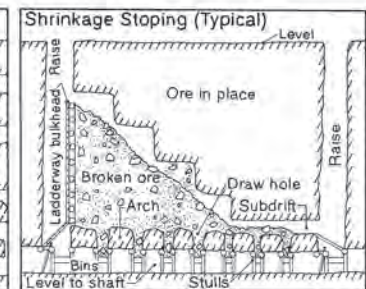 Shrinkage Stoping (Typical)
Level
Raise
Ore in place
Ladderway bulkhead
Raise
Broken ore
Draw hole
Arch
Subdrift
Bins
Level to shaft
Stulls